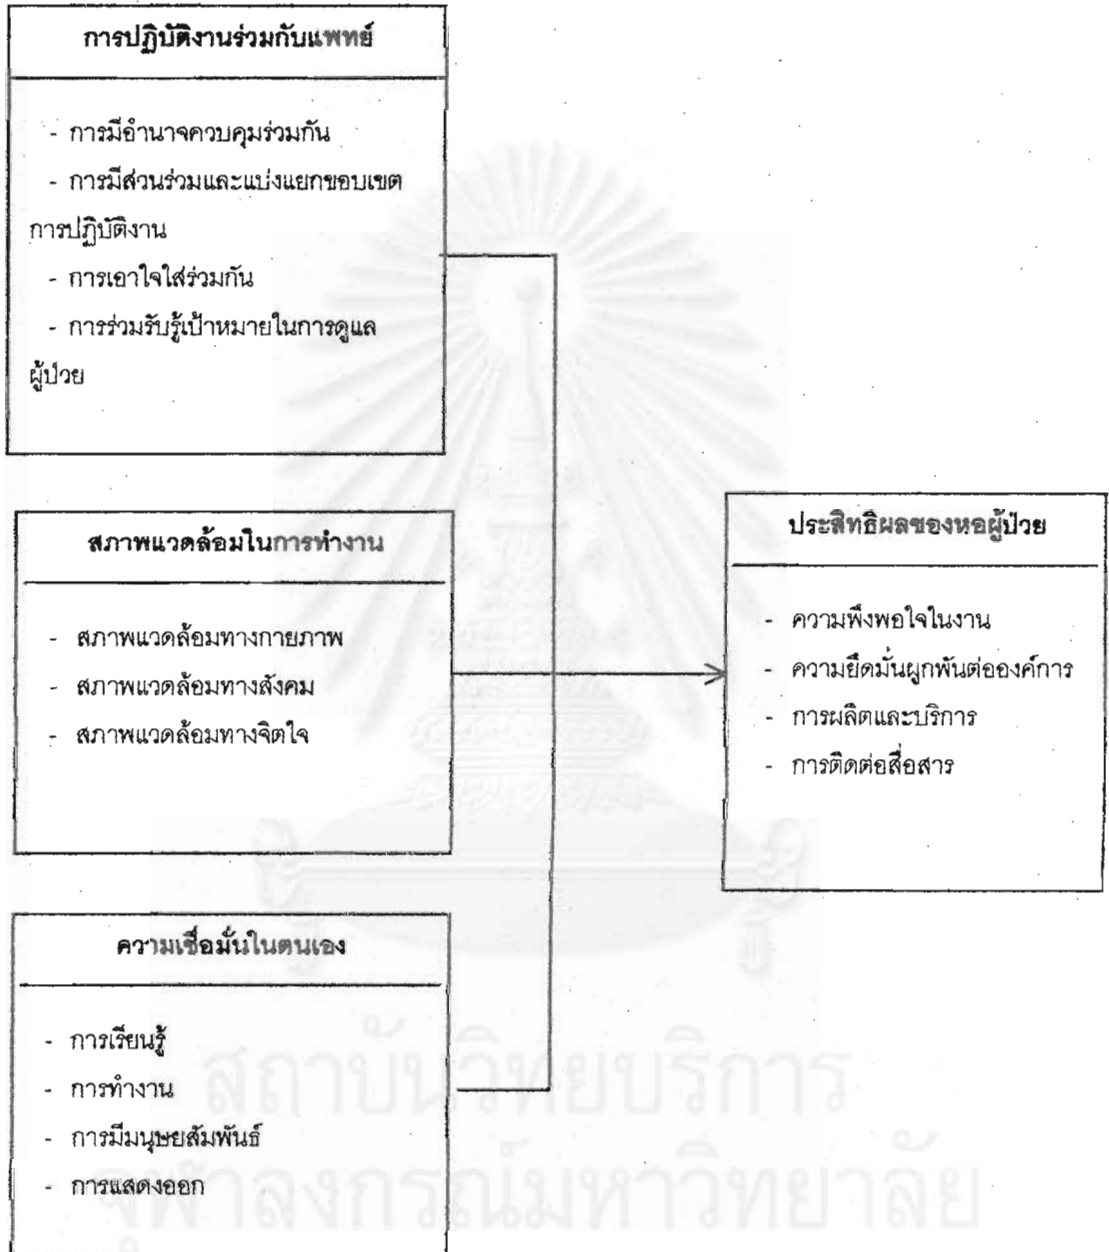 การปฏิบัติงานร่วมกับแพทย์
- การมีอำนาจควบคุมร่วมกัน
- การมีส่วนร่วมและแบ่งแยกขอบเขต
การปฏิบัติงาน
- การเอาใจใส่ร่วมกัน
- การร่วมรับรู้เป้าหมายในการดูแล
ผู้ป่วย
สภาพแวดล้อมในการทำงาน
- สภาพแวดล้อมทางกายภาพ
- สภาพแวดล้อมทางสังคม
- สภาพแวดล้อมทางจิตใจ
ประสิทธิผลของหอผู้ป่วย
- ความพึงพอใจในงาน
- ความยึดมั่นผูกพันต่อองค์การ
- การผลิตและบริการ
- การติดต่อสื่อสาร
ความเชื่อมั่นในตนเอง
- การเรียนรู้
- การทำงาน
- การมีมนุษยสัมพันธ์
- การแสดงออก
สถาบันวิทยบริการ
จุฬาลงกรณ์มหาวิทยาลัย